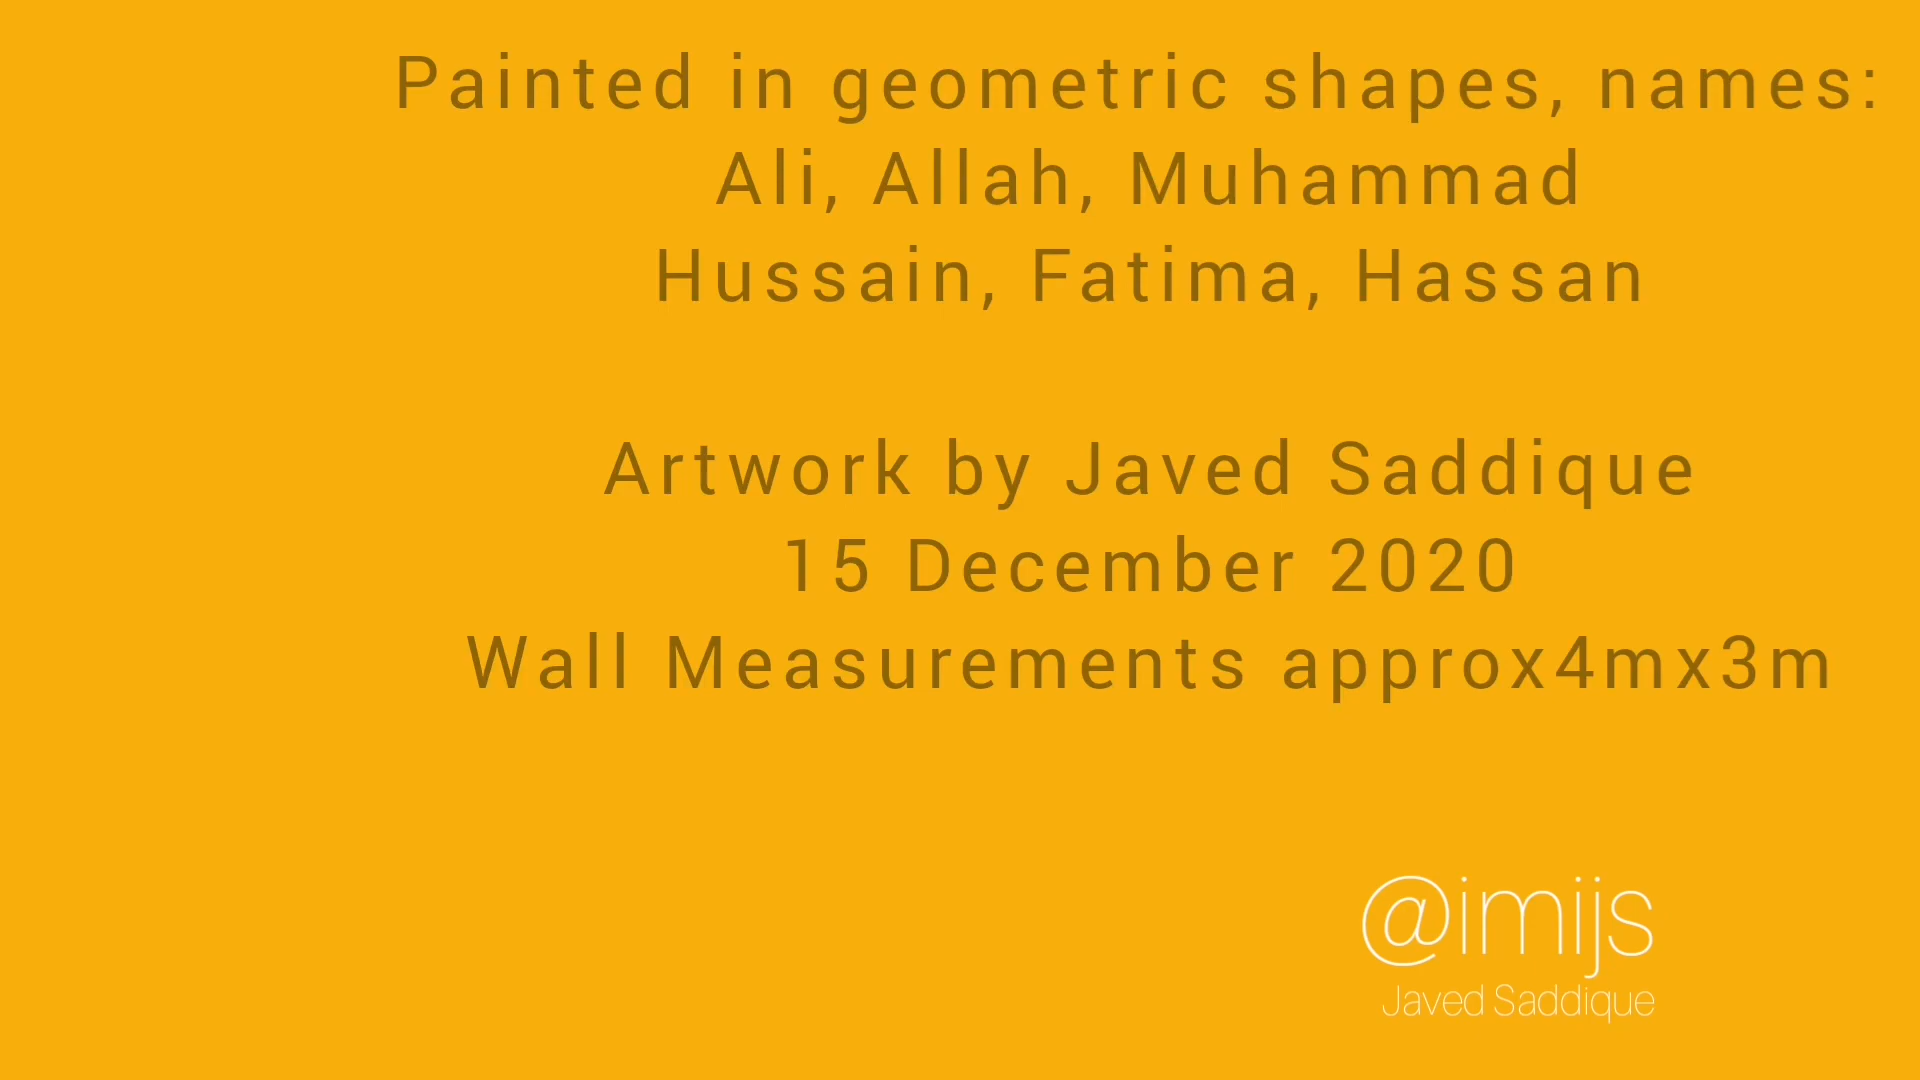 Painted in geometric shapes, names:
Ali, Allah, Muhammad
Hussain, Fatima, Hassan
Artwork by Javed Saddique
15 December 2020
Wall Measurements approx4mx3m
@imijs
Javed Saddique